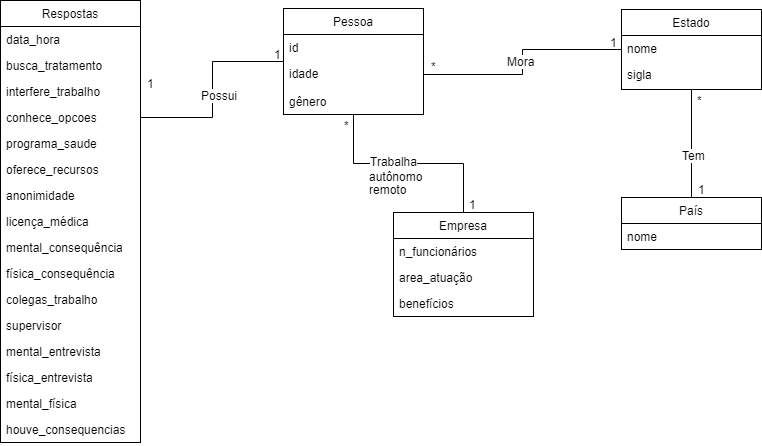 Respostas
data_hora
busca_tratamento
interfere_trabalho
conhece_opcoes
programa_saude
oferece_recursos
anonimidade
licença_médica
mental_consequência
física_consequência
colegas_trabalho
supervisor
mental_entrevista
física_entrevista
mental_física
houve_consequencias
1
Possui
1
Pessoa
id
idade
gênero
*
Mora
1
Estado
nome
sigla
*
Tem
1
País
nome
*
Trabalha
autônomo
remoto
1
Empresa
n_funcionários
area_atuação
benefícios